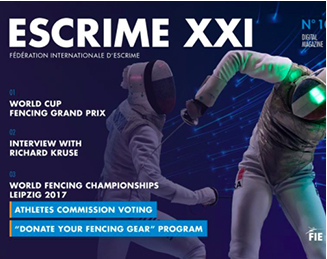 ESCRIME XXI
FÉDÉRATION INTERNATIONALE D'ESCRIME
DIGITAL
MAGAZINE
01
WORLD CUP
FENCING GRAND PRIX
02
INTERVIEW WITH
RICHARD KRUSE
03
WORLD FENCING CHAMPIONSHIPS
LEIPZIG 2017
ATHLETES COMMISSION VOTING
"DONATE YOUR FENCING GEAR" PROGRAM
FIE